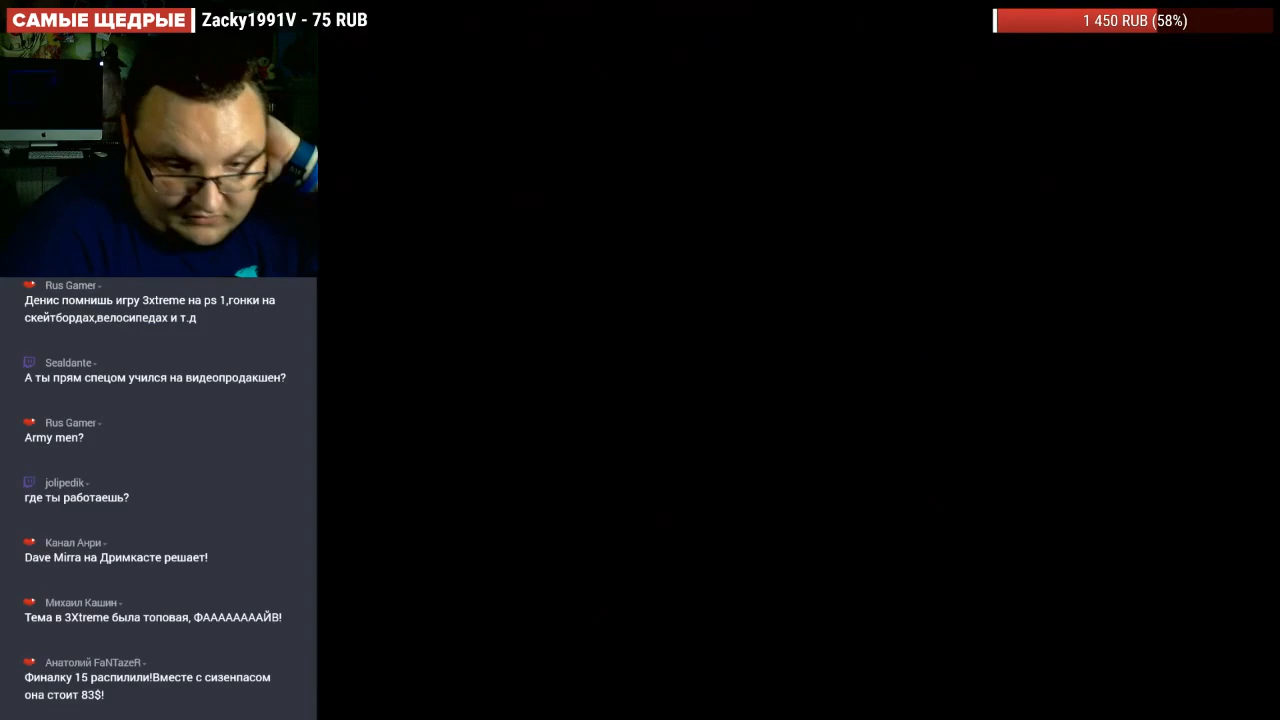 САМЫЕ ЩЕДРЫЕ Zacky1991V - 75 RUB
1 450 RUB (58%)
Rus Gamer -
Денис помнишь игру 3xtreme на ps 1,гонки на
скейтбордах,велосипедах и т.д
Sealdante -
А ты прям спецом учился на видеопродакшен?
Rus Gamer -
Army men?
jolipedik -
где ты работаешь?
Канал Анри -
Dave Mirra на Дримкасте решает!
Михаил Кашин -
Тема в 3Xtreme была топовая, ФААААААААЙВ!
Анатолий FaNTazeR -
Финалку 15 распилили!Вместе с сизенпасом
она стоит 83$!